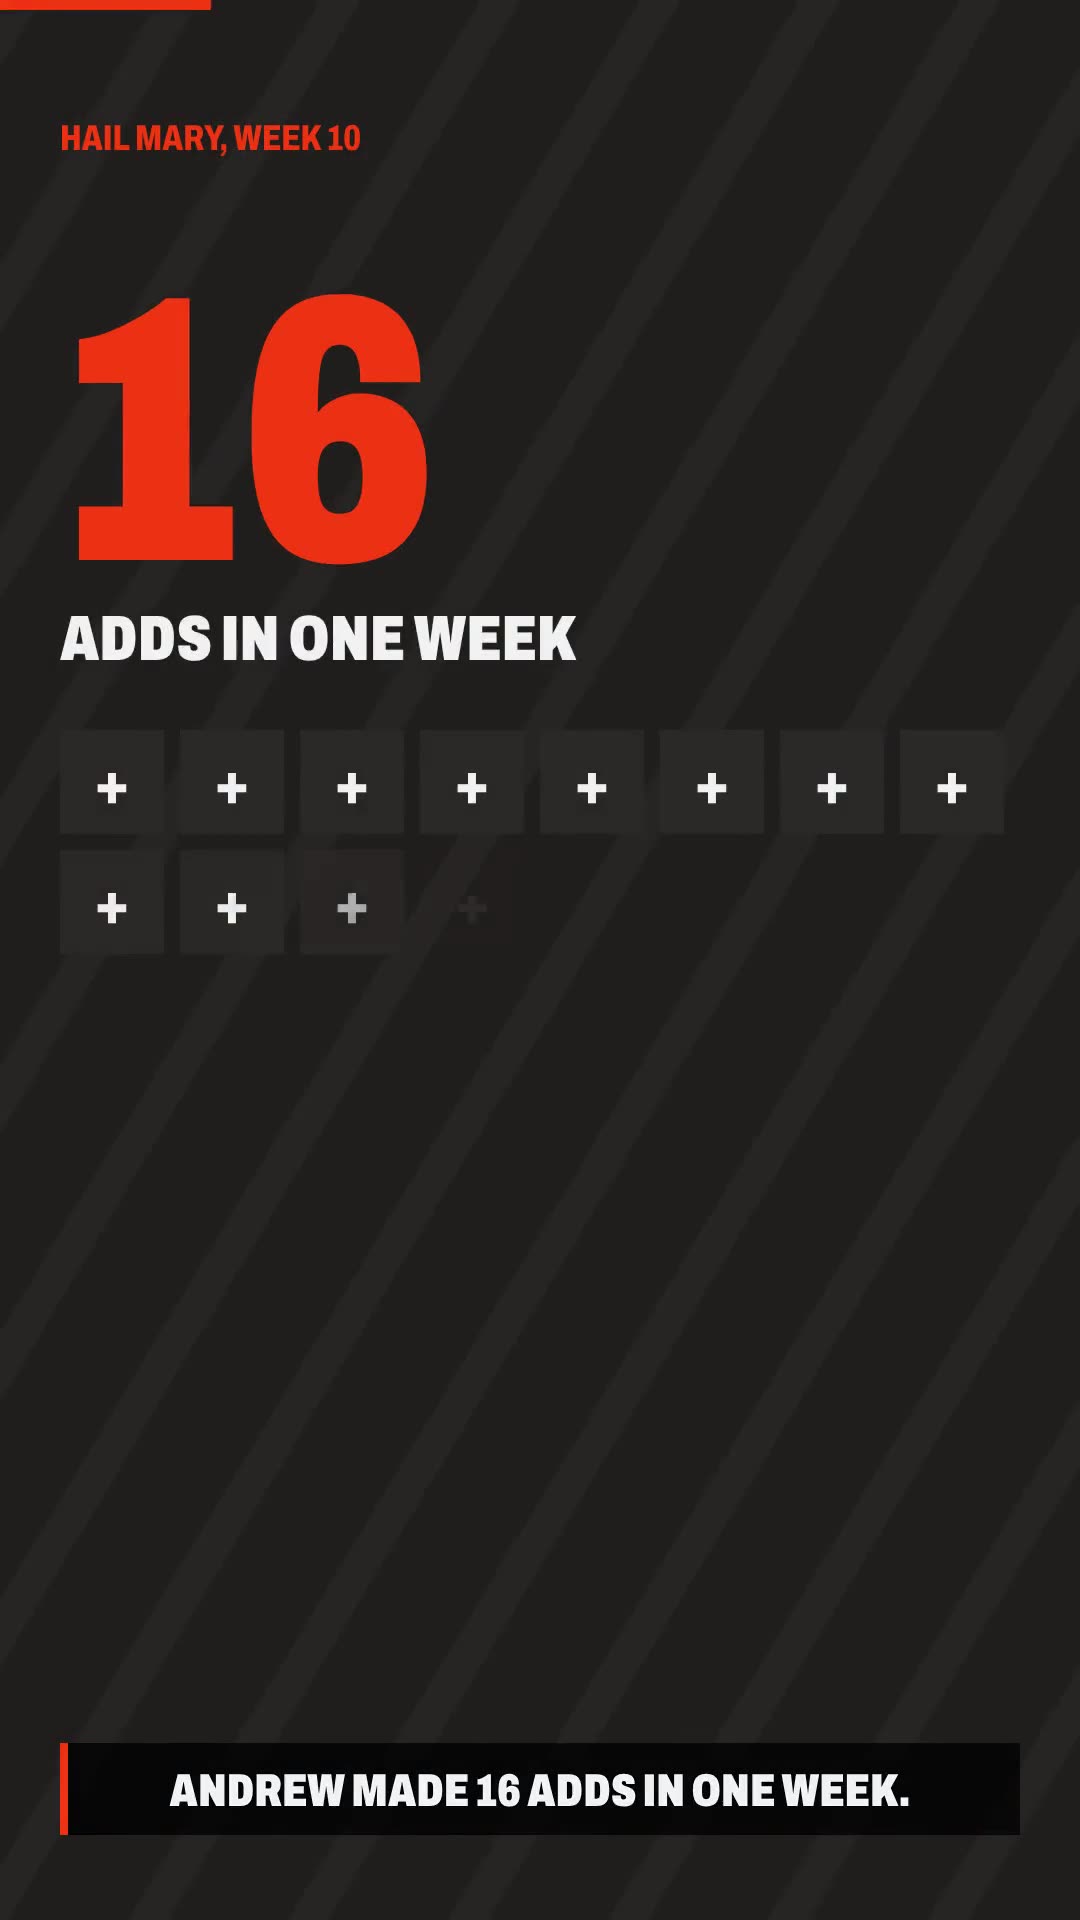 HAIL MARY, WEEK 10
16
ADDS IN ONE WEEK
+ + + + + + + +
+ + + +
ANDREW MADE 16 ADDS IN ONE WEEK.